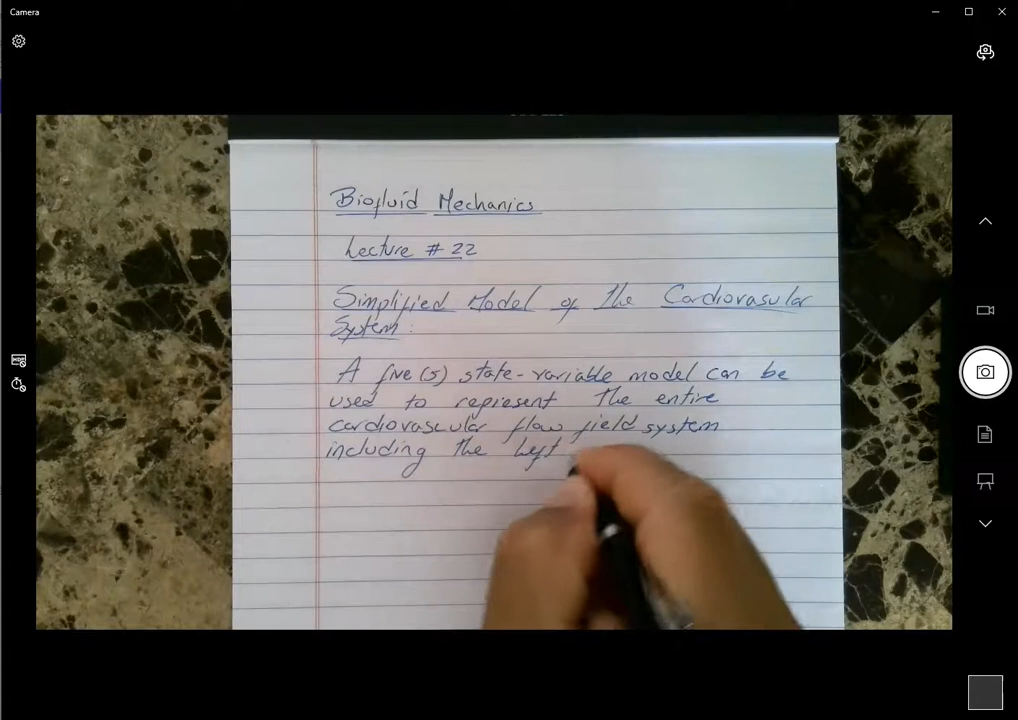 Camera
Biofluid Mechanics
Lecture # 22
Simplified Model of the Cardiovasular
System:
A five (5) state-variable model can be
used to represent the entire
cardiovascular flow field system
including the left